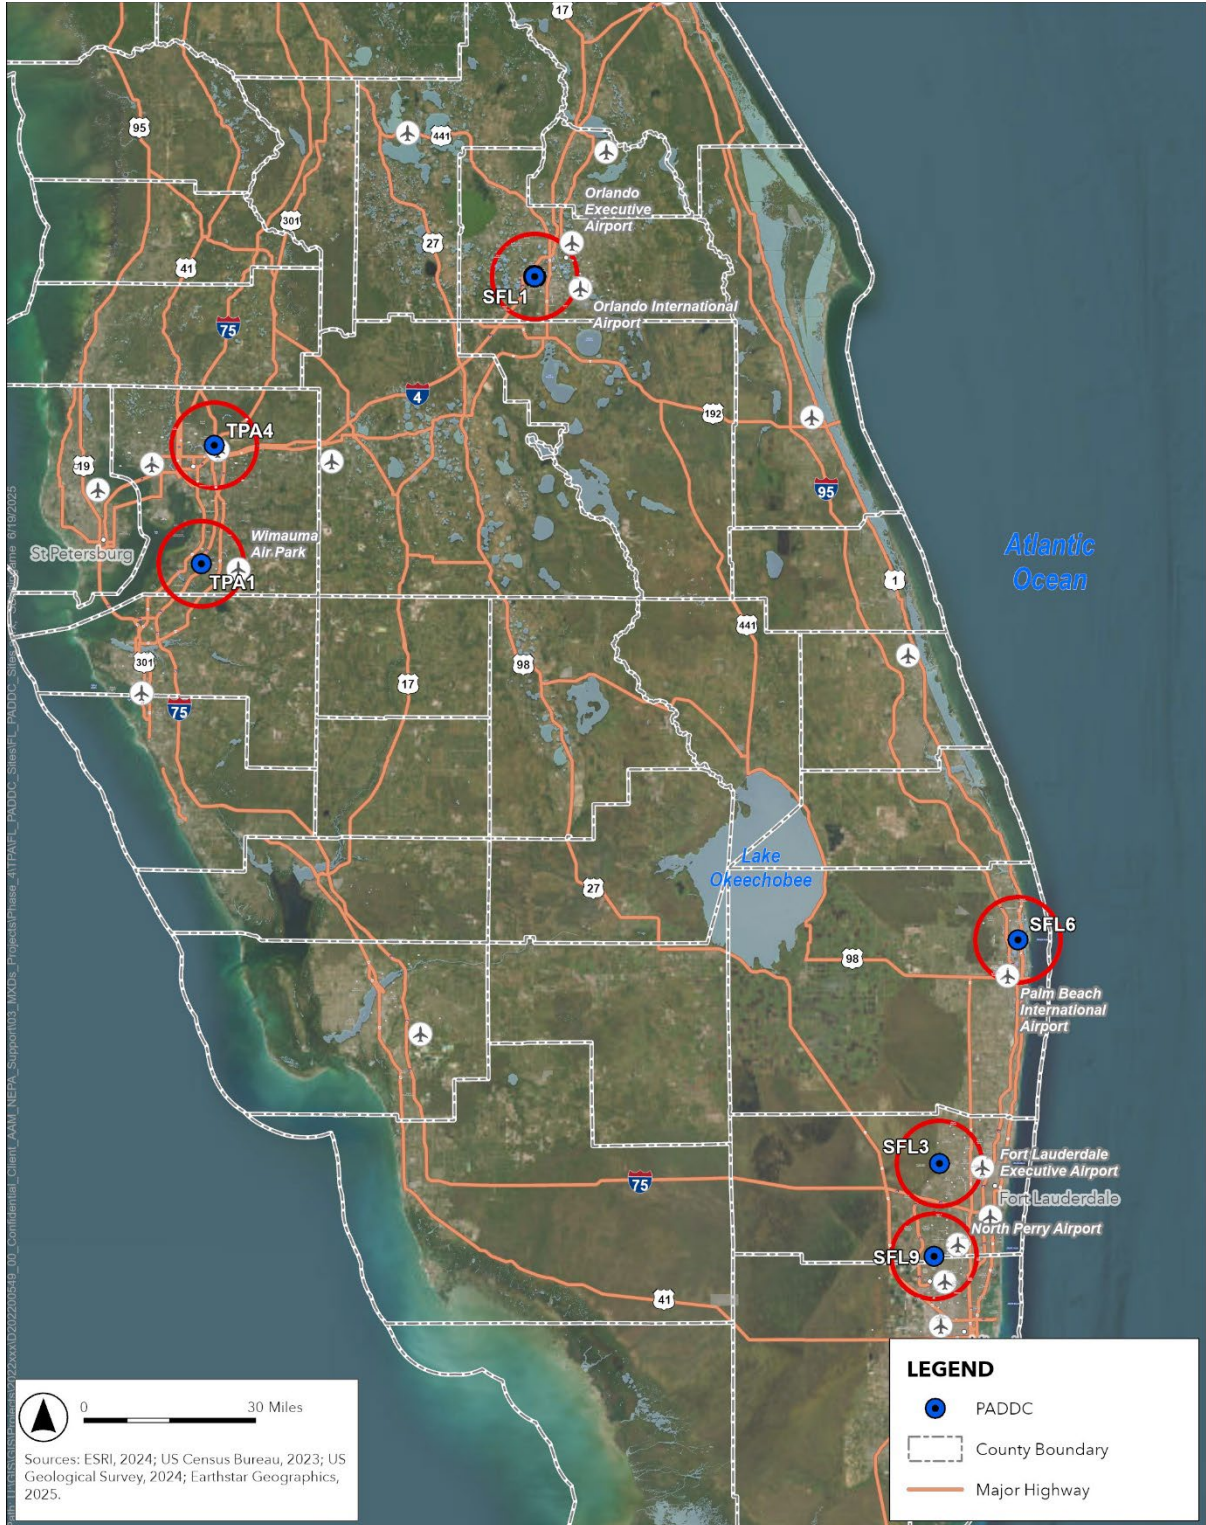 17
95
441
Orlando
Executive
Airport
301
27
41
SFL1
Orlando International
Airport
75
4
192
TPA4
19
95
Wimauma
Air Park
St Petersburg
TPA1
Atlantic
Ocean
1
441
301
98
17
75
Lake
Okeechobee
27
SFL6
98
Palm Beach
International
Airport
SFL3
Fort Lauderdale
Executive Airport
75
Fort Lauderdale
North Perry Airport
SFL9
41
LEGEND
PADDC
County Boundary
Major Highway
0 30 Miles
Sources: ESRI, 2024; US Census Bureau, 2023; US
Geological Survey, 2024; Earthstar Geographics,
2025.